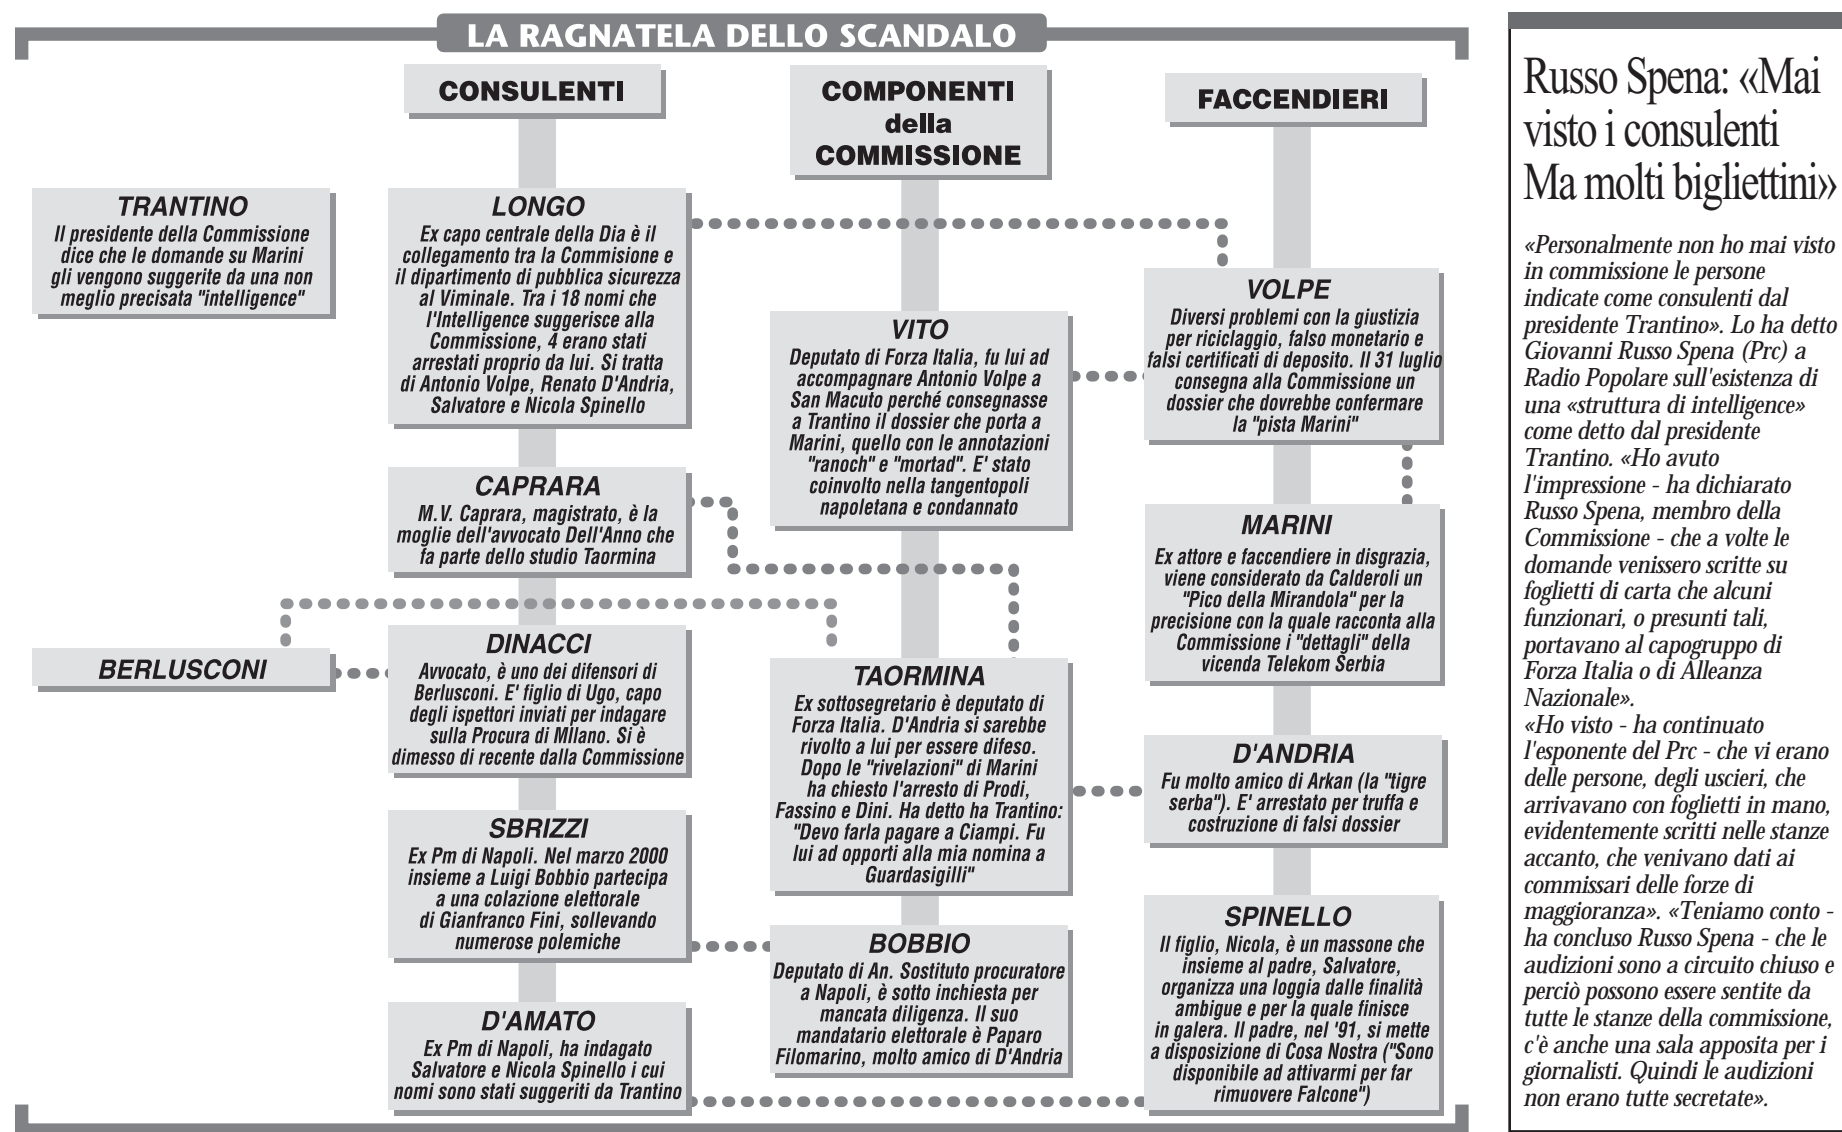 LA RAGNATELA DELLO SCANDALO
TRANTINO
Il presidente della Commissione
dice che le domande su Marini
gli vengono suggerite da una non
meglio precisata "intelligence"
BERLUSCONI
CONSULENTI
LONGO
Ex capo centrale della Dia è il
collegamento tra la Commisione e
il dipartimento di pubblica sicurezza
al Viminale. Tra i 18 nomi che
l'Intelligence suggerisce alla
Commissione, 4 erano stati
arrestati proprio da lui. Si tratta
di Antonio Volpe, Renato D'Andria,
Salvatore e Nicola Spinello
CAPRARA
M.V. Caprara, magistrato, è la
moglie dell'avvocato Dell'Anno che
fa parte dello studio Taormina
DINACCI
Avvocato, è uno dei difensori di
Berlusconi. E' figlio di Ugo, capo
degli ispettori inviati per indagare
sulla Procura di MIlano. Si è
dimesso di recente dalla Commissione
SBRIZZI
Ex Pm di Napoli. Nel marzo 2000
insieme a Luigi Bobbio partecipa
a una colazione elettorale
di Gianfranco Fini, sollevando
numerose polemiche
D'AMATO
Ex Pm di Napoli, ha indagato
Salvatore e Nicola Spinello i cui
nomi sono stati suggeriti da Trantino
COMPONENTI
della
COMMISSIONE
VITO
Deputato di Forza Italia, fu lui ad
accompagnare Antonio Volpe a
San Macuto perché consegnasse
a Trantino il dossier che porta a
Marini, quello con le annotazioni
"ranoch" e "mortad". E' stato
coinvolto nella tangentopoli
napoletana e condannato
TAORMINA
Ex sottosegretario è deputato di
Forza Italia. D'Andria si sarebbe
rivolto a lui per essere difeso.
Dopo le "rivelazioni" di Marini
ha chiesto l'arresto di Prodi,
Fassino e Dini. Ha detto ha Trantino:
"Devo farla pagare a Ciampi. Fu
lui ad opporti alla mia nomina a
Guardasigilli"
BOBBIO
Deputato di An. Sostituto procuratore
a Napoli, è sotto inchiesta per
mancata diligenza. Il suo
mandatario elettorale è Paparo
Filomarino, molto amico di D'Andria
FACCENDIERI
VOLPE
Diversi problemi con la giustizia
per riciclaggio, falso monetario e
falsi certificati di deposito. Il 31 luglio
consegna alla Commissione un
dossier che dovrebbe confermare
la "pista Marini"
MARINI
Ex attore e faccendiere in disgrazia,
viene considerato da Calderoli un
"Pico della Mirandola" per la
precisione con la quale racconta alla
Commissione i "dettagli" della
vicenda Telekom Serbia
D'ANDRIA
Fu molto amico di Arkan (la "tigre
serba"). E' arrestato per truffa e
costruzione di falsi dossier
SPINELLO
Il figlio, Nicola, è un massone che
insieme al padre, Salvatore,
organizza una loggia dalle finalità
ambigue e per la quale finisce
in galera. Il padre, nel '91, si mette
a disposizione di Cosa Nostra ("Sono
disponibile ad attivarmi per far
rimuovere Falcone")
Russo Spena: «Mai
visto i consulenti
Ma molti bigliettini»
«Personalmente non ho mai visto
in commissione le persone
indicate come consulenti dal
presidente Trantino». Lo ha detto
Giovanni Russo Spena (Prc) a
Radio Popolare sull'esistenza di
una «struttura di intelligence»
come detto dal presidente
Trantino. «Ho avuto
l'impressione - ha dichiarato
Russo Spena, membro della
Commissione - che a volte le
domande venissero scritte su
foglietti di carta che alcuni
funzionari, o presunti tali,
portavano al capogruppo di
Forza Italia o di Alleanza
Nazionale».
«Ho visto - ha continuato
l'esponente del Prc - che vi erano
delle persone, degli uscieri, che
arrivavano con foglietti in mano,
evidentemente scritti nelle stanze
accanto, che venivano dati ai
commissari delle forze di
maggioranza». «Teniamo conto -
ha concluso Russo Spena - che le
audizioni sono a circuito chiuso e
perciò possono essere sentite da
tutte le stanze della commissione,
c'è anche una sala apposita per i
giornalisti. Quindi le audizioni
non erano tutte secretate».